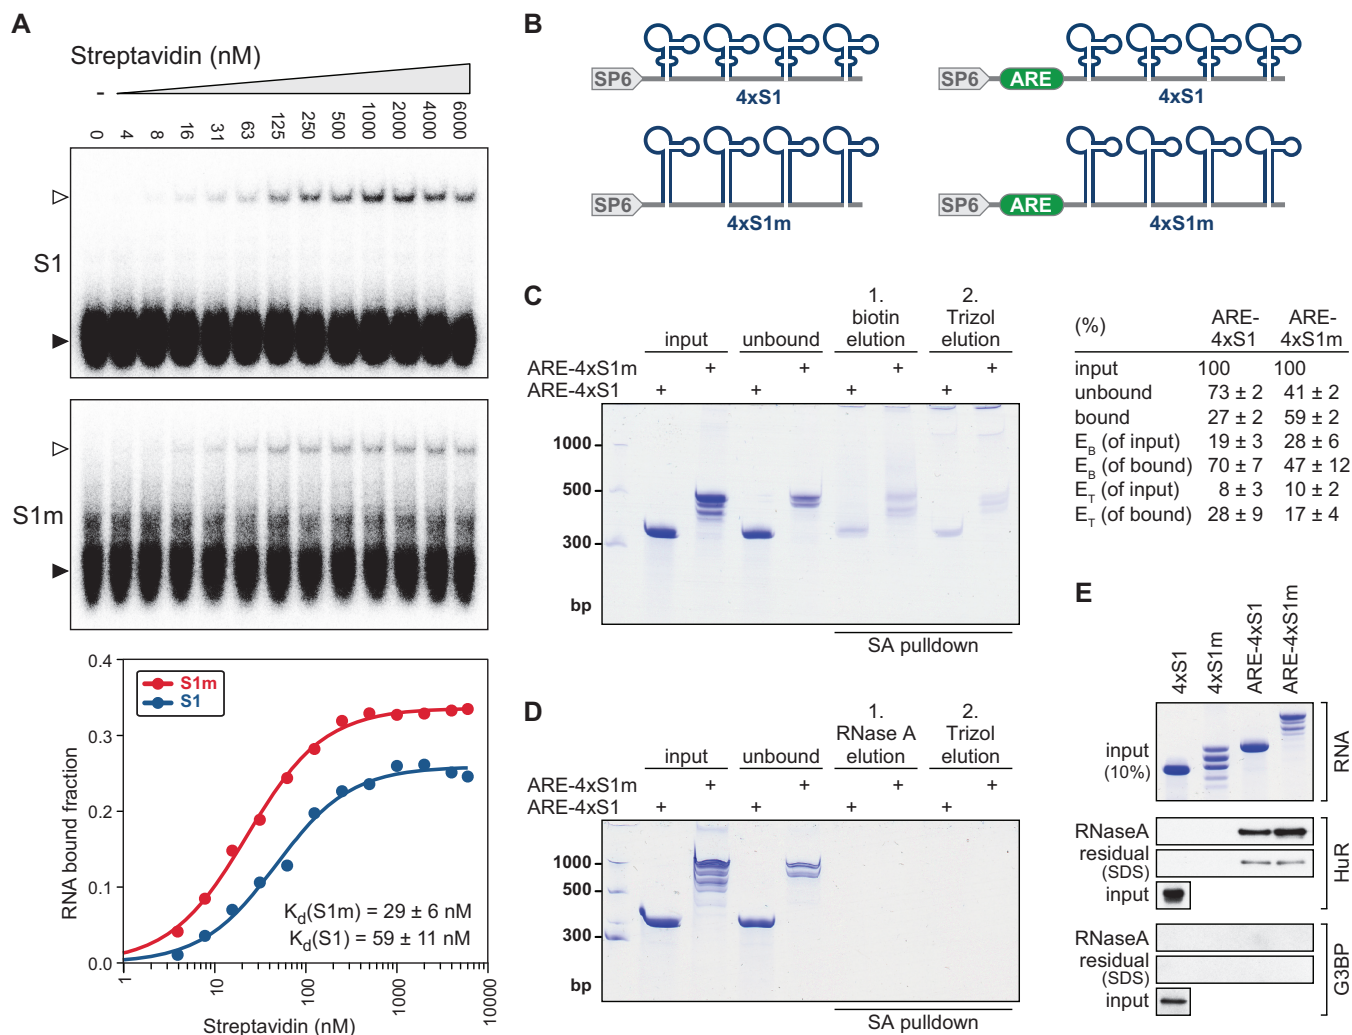 A
Streptavidin (nM)
-
0 4 8 16 31 63 125 250 500 1000 2000 4000 6000
S1
S1m
0.4
0.3
0.2
0.1
0.0
RNA bound fraction
S1m
S1
Kd(S1m) = 29 ± 6 nM
Kd(S1) = 59 ± 11 nM
1 10 100 1000 10000
Streptavidin (nM)
B
SP6 4xS1
SP6 ARE 4xS1
SP6 4xS1m
SP6 ARE 4xS1m
C
input unbound 1. biotin elution 2. Trizol elution
ARE-4xS1m + + + +
ARE-4xS1 + + + +
1000
500
300
bp
SA pulldown
(%) ARE-4xS1 ARE-4xS1m
input 100 100
unbound 73 ± 2 41 ± 2
bound 27 ± 2 59 ± 2
EB (of input) 19 ± 3 28 ± 6
EB (of bound) 70 ± 7 47 ± 12
ET (of input) 8 ± 3 10 ± 2
ET (of bound) 28 ± 9 17 ± 4
D
input unbound 1. RNase A elution 2. Trizol elution
ARE-4xS1m + + + +
ARE-4xS1 + + + +
1000
500
300
bp
SA pulldown
E
4xS1 4xS1m ARE-4xS1 ARE-4xS1m
input
(10%)
RNA
RNaseA
residual
(SDS)
input
HuR
RNaseA
residual
(SDS)
input
G3BP